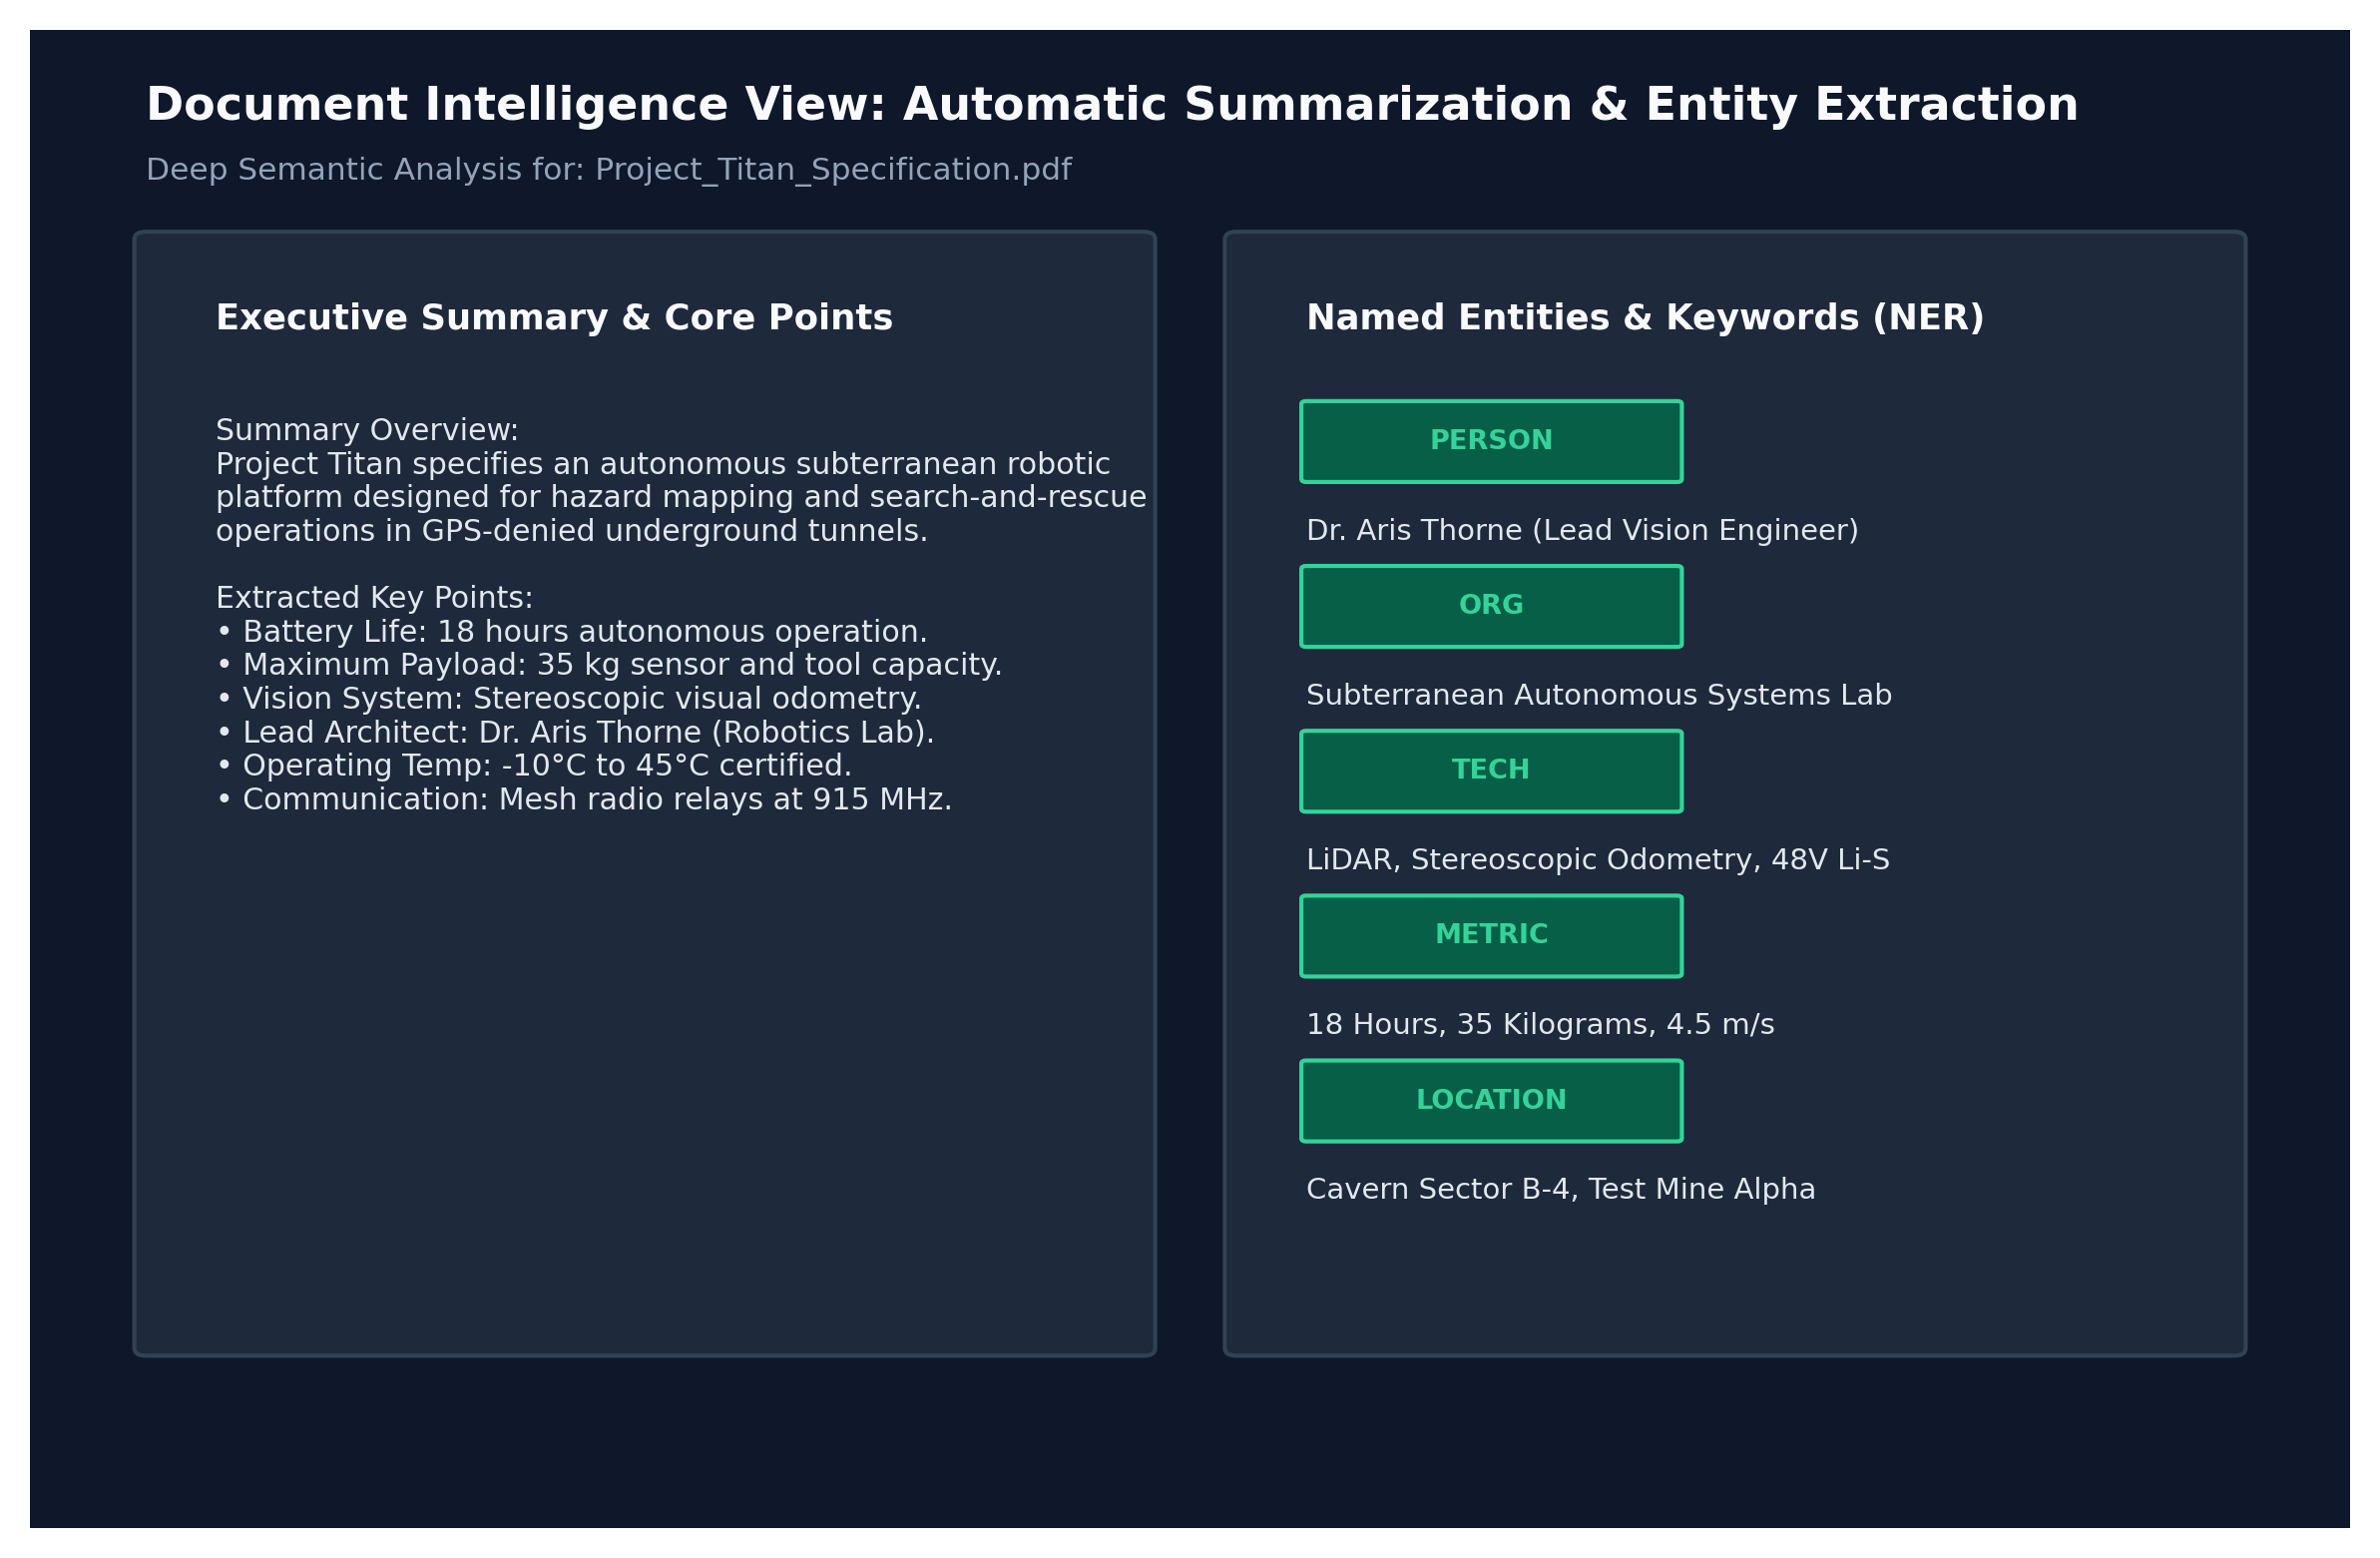 Document Intelligence View: Automatic Summarization & Entity Extraction
Deep Semantic Analysis for: Project_Titan_Specification.pdf
Executive Summary & Core Points
Summary Overview:
Project Titan specifies an autonomous subterranean robotic
platform designed for hazard mapping and search-and-rescue
operations in GPS-denied underground tunnels.
Extracted Key Points:
• Battery Life: 18 hours autonomous operation.
• Maximum Payload: 35 kg sensor and tool capacity.
• Vision System: Stereoscopic visual odometry.
• Lead Architect: Dr. Aris Thorne (Robotics Lab).
• Operating Temp: -10°C to 45°C certified.
• Communication: Mesh radio relays at 915 MHz.
Named Entities & Keywords (NER)
PERSON
Dr. Aris Thorne (Lead Vision Engineer)
ORG
Subterranean Autonomous Systems Lab
TECH
LiDAR, Stereoscopic Odometry, 48V Li-S
METRIC
18 Hours, 35 Kilograms, 4.5 m/s
LOCATION
Cavern Sector B-4, Test Mine Alpha